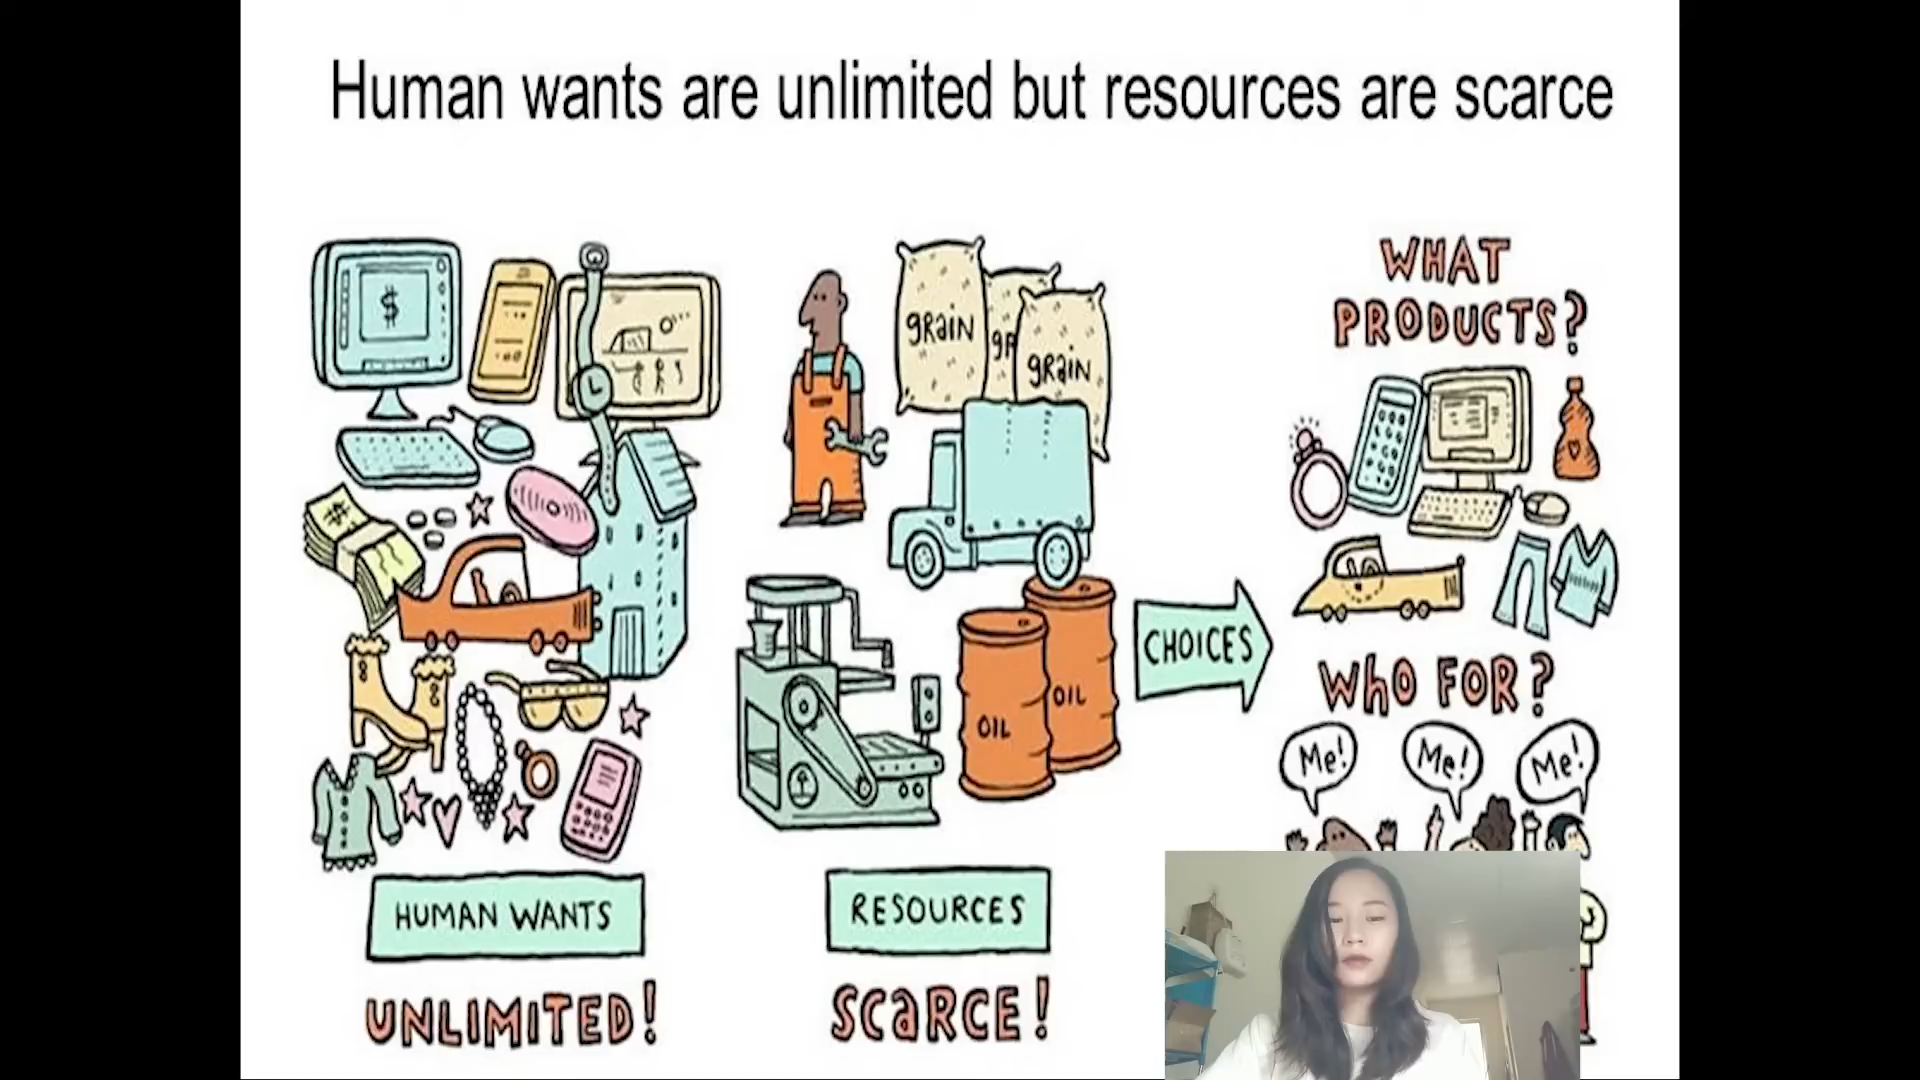 Human wants are unlimited but resources are scarce
$
$
grain
gr
grain
OIL
OIL
HUMAN WANTS
UNLIMITED!
RESOURCES
SCARCE!
CHOICES
WHAT
PRODUCTS?
WHO FOR?
Me! Me! Me!